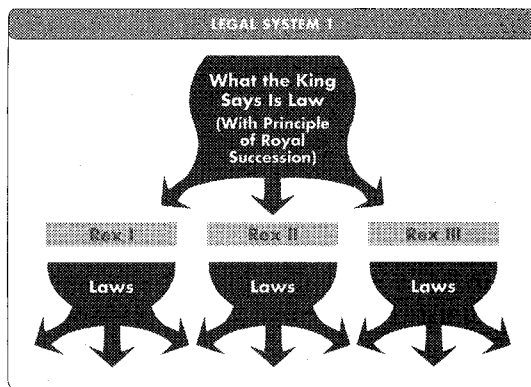 LEGAL SYSTEM 1
What the King
Says Is Law
(With Principle
of Royal
Succession)
Rex I
Rex II
Rex III
Laws
Laws
Laws